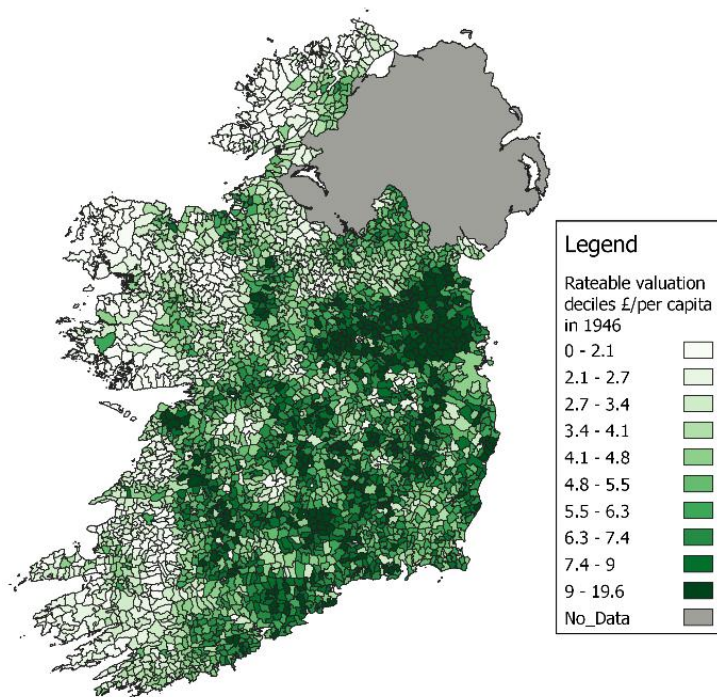 Legend
Rateable valuation
deciles £/per capita
in 1946
0 - 2.1
2.1 - 2.7
2.7 - 3.4
3.4 - 4.1
4.1 - 4.8
4.8 - 5.5
5.5 - 6.3
6.3 - 7.4
7.4 - 9
9 - 19.6
No_Data